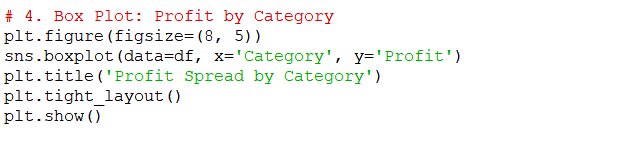 # 4. Box Plot: Profit by Category
plt.figure(figsize=(8, 5))
sns.boxplot(data=df, x='Category', y='Profit')
plt.title('Profit Spread by Category')
plt.tight_layout()
plt.show()